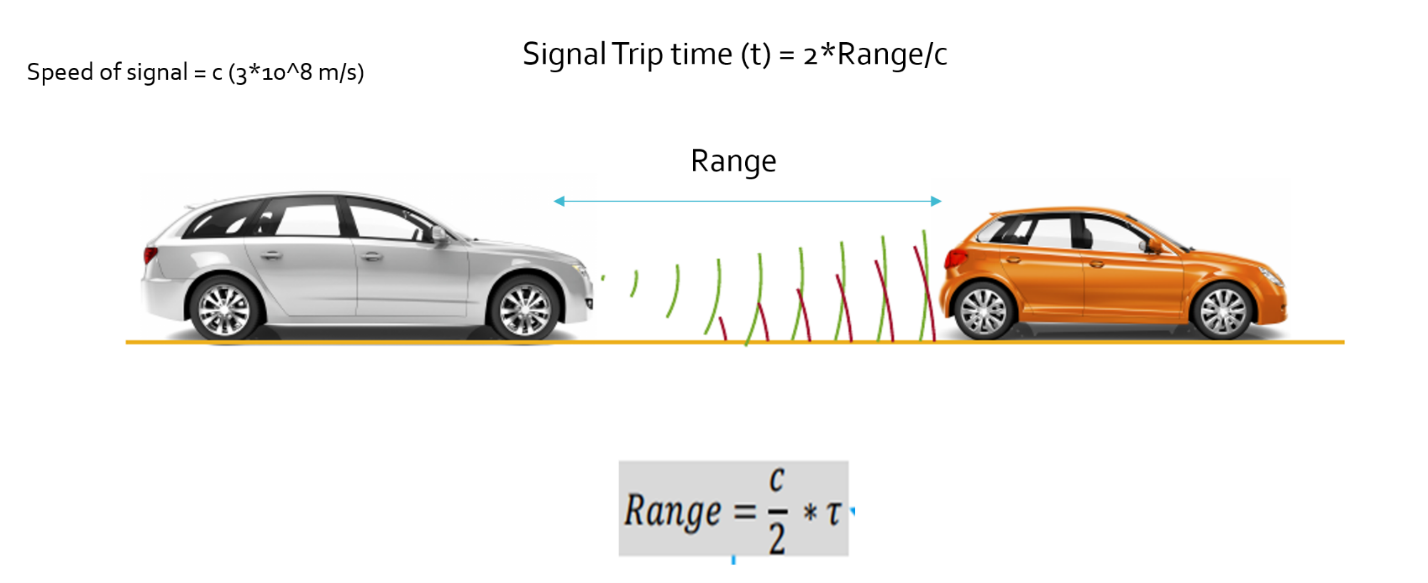 Signal Trip time (t) = 2*Range/c
Speed of signal = c (3*10^8 m/s)
Range
Range = c/2 * τ